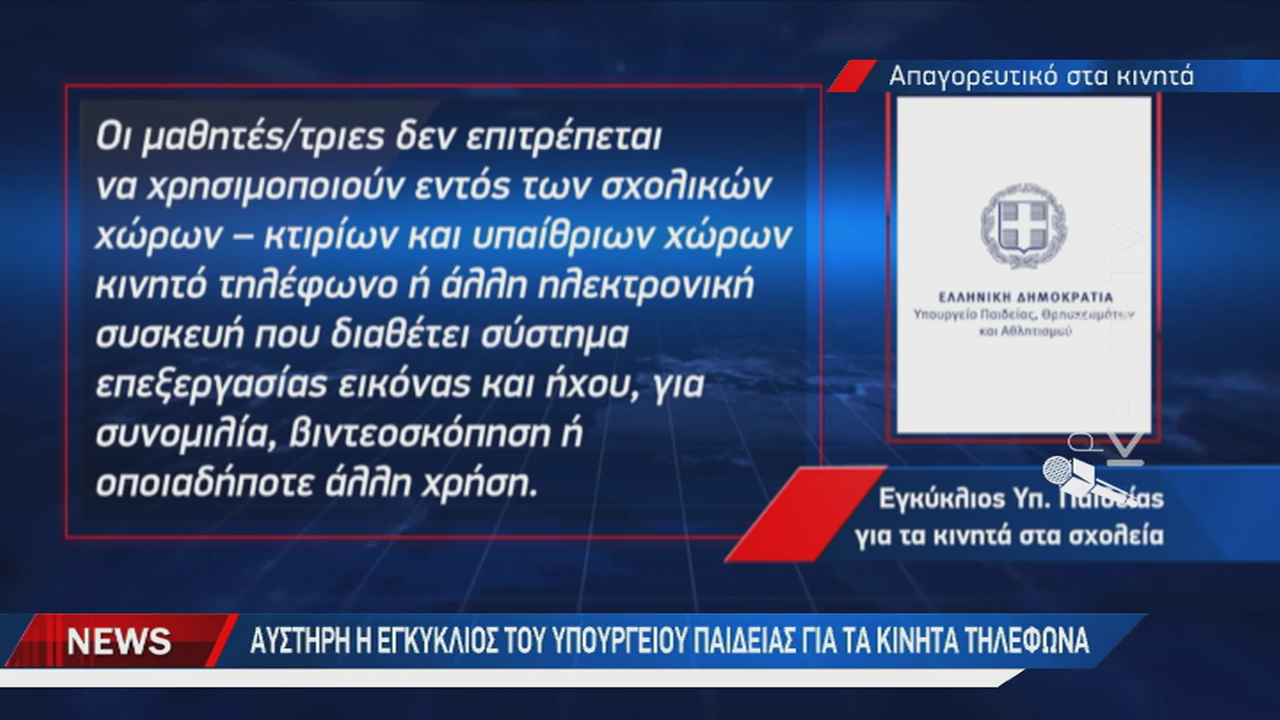 Απαγορευτικό στα κινητά
Οι μαθητές/τριες δεν επιτρέπεται
να χρησιμοποιούν εντός των σχολικών
χώρων – κτιρίων και υπαίθριων χώρων
κινητό τηλέφωνο ή άλλη ηλεκτρονική
συσκευή που διαθέτει σύστημα
επεξεργασίας εικόνας και ήχου, για
συνομιλία, βιντεοσκόπηση ή
οποιαδήποτε άλλη χρήση.
ΕΛΛΗΝΙΚΗ ΔΗΜΟΚΡΑΤΙΑ
Υπουργείο Παιδείας, Θρησκευμάτων
και Αθλητισμού
Εγκύκλιος Υπ. Παιδείας
για τα κινητά στα σχολεία
NEWS
ΑΥΣΤΗΡΗ Η ΕΓΚΥΚΛΙΟΣ ΤΟΥ ΥΠΟΥΡΓΕΙΟΥ ΠΑΙΔΕΙΑΣ ΓΙΑ ΤΑ ΚΙΝΗΤΑ ΤΗΛΕΦΩΝΑ